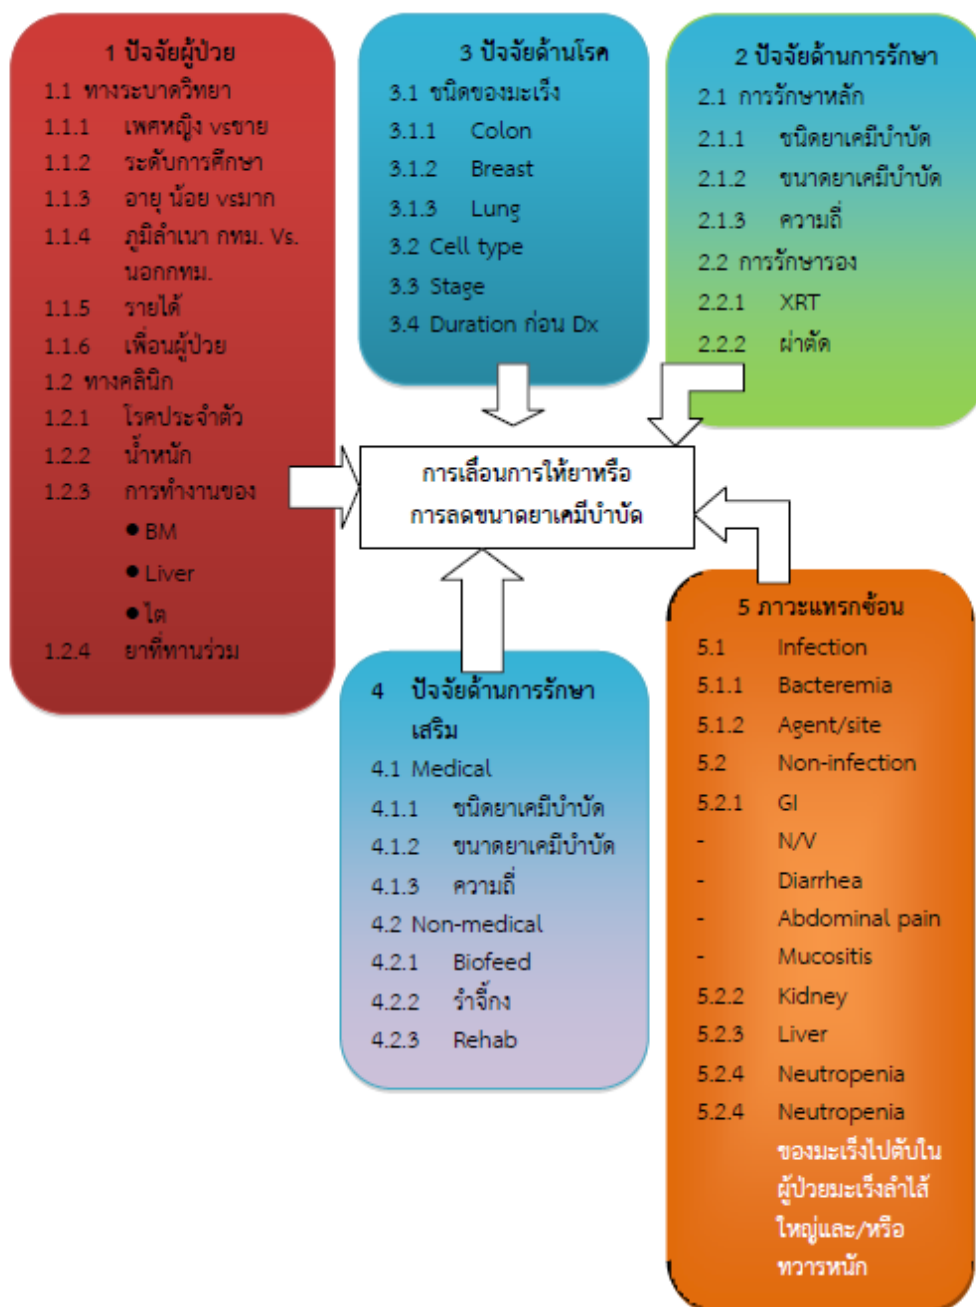 1 ปัจจัยผู้ป่วย
1.1 ทางระบาดวิทยา
1.1.1 เพศหญิง vsชาย
1.1.2 ระดับการศึกษา
1.1.3 อายุ น้อย vsมาก
1.1.4 ภูมิลำเนา กทม. Vs.
นอกกทม.
1.1.5 รายได้
1.1.6 เพื่อนผู้ป่วย
1.2 ทางคลินิก
1.2.1 โรคประจำตัว
1.2.2 น้ำหนัก
1.2.3 การทำงานของ
● BM
● Liver
● ไต
1.2.4 ยาที่ทานร่วม
3 ปัจจัยด้านโรค
3.1 ชนิดของมะเร็ง
3.1.1 Colon
3.1.2 Breast
3.1.3 Lung
3.2 Cell type
3.3 Stage
3.4 Duration ก่อน Dx
2 ปัจจัยด้านการรักษา
2.1 การรักษาหลัก
2.1.1 ชนิดยาเคมีบำบัด
2.1.2 ขนาดยาเคมีบำบัด
2.1.3 ความถี่
2.2 การรักษารอง
2.2.1 XRT
2.2.2 ผ่าตัด
การเลื่อนการให้ยาหรือ
การลดขนาดยาเคมีบำบัด
4 ปัจจัยด้านการรักษา
เสริม
4.1 Medical
4.1.1 ชนิดยาเคมีบำบัด
4.1.2 ขนาดยาเคมีบำบัด
4.1.3 ความถี่
4.2 Non-medical
4.2.1 Biofeed
4.2.2 รำจี้กง
4.2.3 Rehab
5 ภาวะแทรกซ้อน
5.1 Infection
5.1.1 Bacteremia
5.1.2 Agent/site
5.2 Non-infection
5.2.1 GI
- N/V
- Diarrhea
- Abdominal pain
- Mucositis
5.2.2 Kidney
5.2.3 Liver
5.2.4 Neutropenia
5.2.4 Neutropenia
ของมะเร็งไปตับใน
ผู้ป่วยมะเร็งลำไส้
ใหญ่และ/หรือ
ทวารหนัก